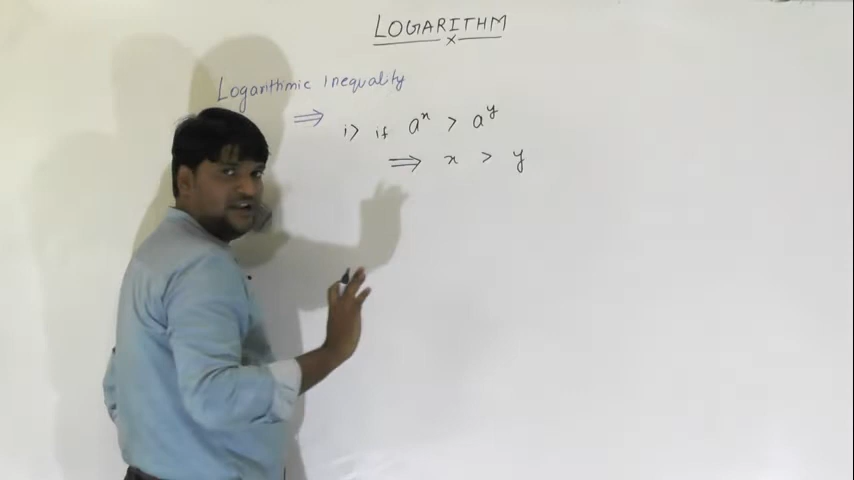 LOGARITHM
x
Logarithmic Inequality
⇒ i> if aˣ > aʸ
⇒ x > y